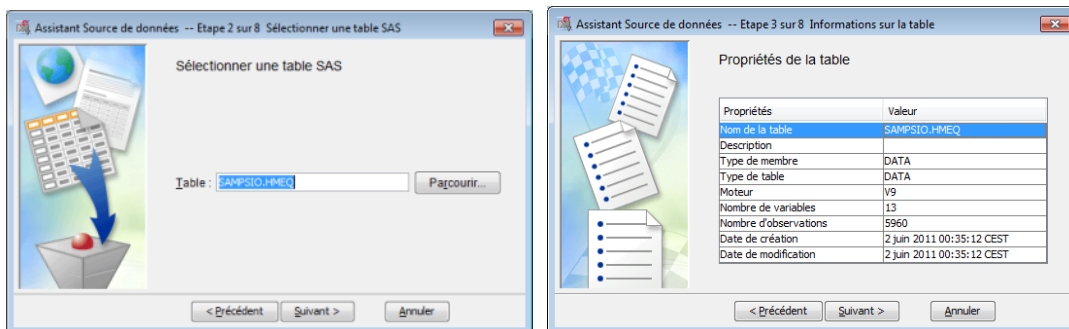 Assistant Source de données -- Etape 2 sur 8 Sélectionner une table SAS
Sélectionner une table SAS
Table : SAMPSIO.HMEQ Parcourir...
< Précédent Suivant > Annuler
Assistant Source de données -- Etape 3 sur 8 Informations sur la table
Propriétés de la table
Propriétés Valeur
Nom de la table SAMPSIO.HMEQ
Description
Type de membre DATA
Type de table DATA
Moteur V9
Nombre de variables 13
Nombre d'observations 5960
Date de création 2 juin 2011 00:35:12 CEST
Date de modification 2 juin 2011 00:35:12 CEST
< Précédent Suivant > Annuler